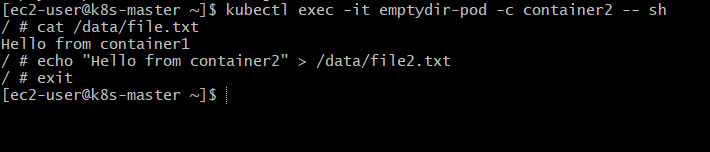 [ec2-user@k8s-master ~]$ kubectl exec -it emptydir-pod -c container2 -- sh
/ # cat /data/file.txt
Hello from container1
/ # echo "Hello from container2" > /data/file2.txt
/ # exit
[ec2-user@k8s-master ~]$